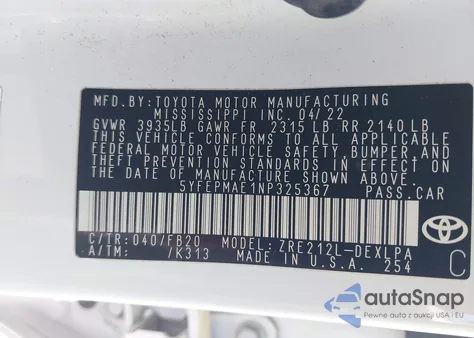 MFD. BY: TOYOTA MOTOR MANUFACTURING
MISSISSIPPI INC. 04/22
GVWR 3935LB GAWR FR 2315 LB RR 2140 LB
THIS VEHICLE CONFORMS TO ALL APPLICABLE
FEDERAL MOTOR VEHICLE SAFETY, BUMPER AND
THEFT PREVENTION STANDARDS IN EFFECT ON
THE DATE OF MANUFACTURE SHOWN ABOVE.
5YFEPMAE1NP325367 PASS.CAR
C/TR: 040/FB20 MODEL: ZRE212L-DEXLPA
A/TM: /K313 MADE IN U.S.A. 254
TOYOTA
C
autoSnap
Pewne auta z aukcji USA i EU